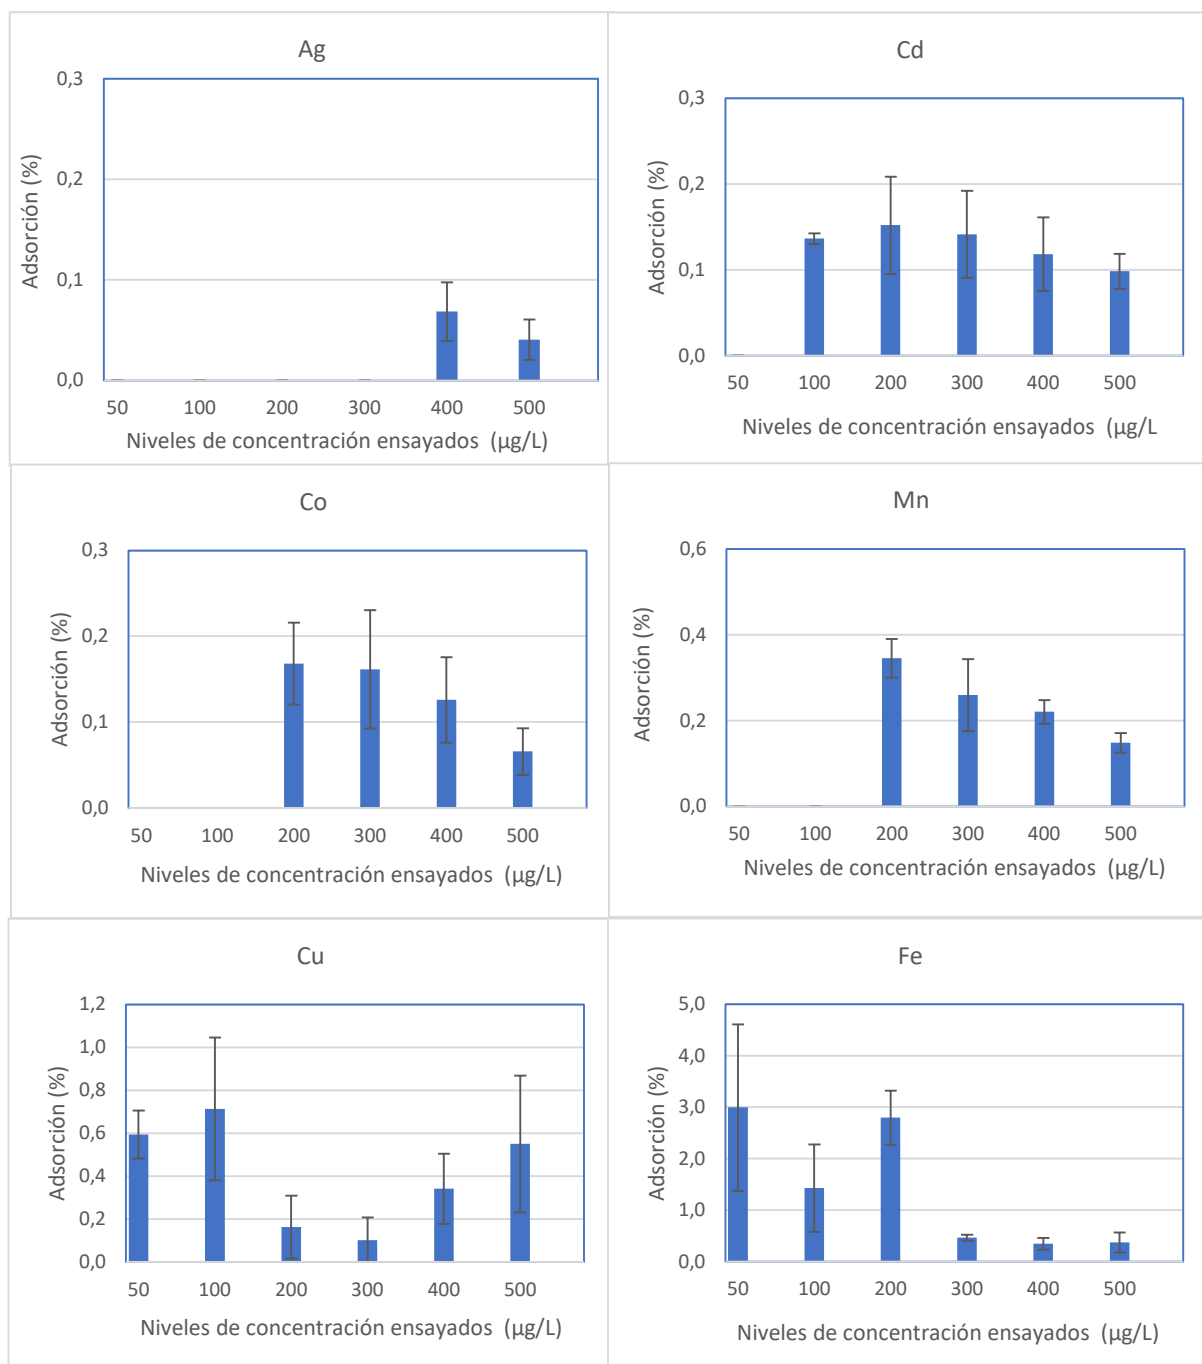 Ag
0,3
0,2
0,1
0,0
Adsorción (%)
50 100 200 300 400 500
Niveles de concentración ensayados (µg/L)
Cd
0,3
0,2
0,1
0,0
Adsorción (%)
50 100 200 300 400 500
Niveles de concentración ensayados (µg/L
Co
0,3
0,2
0,1
0,0
Adsorción (%)
50 100 200 300 400 500
Niveles de concentración ensayados (µg/L)
Mn
0,6
0,4
0,2
0,0
Adsorción (%)
50 100 200 300 400 500
Niveles de concentración ensayados (µg/L)
Cu
1,2
1,0
0,8
0,6
0,4
0,2
0,0
Adsorción (%)
50 100 200 300 400 500
Niveles de concentración ensayados (µg/L)
Fe
5,0
4,0
3,0
2,0
1,0
0,0
Adsorción (%)
50 100 200 300 400 500
Niveles de concentración ensayados (µg/L)